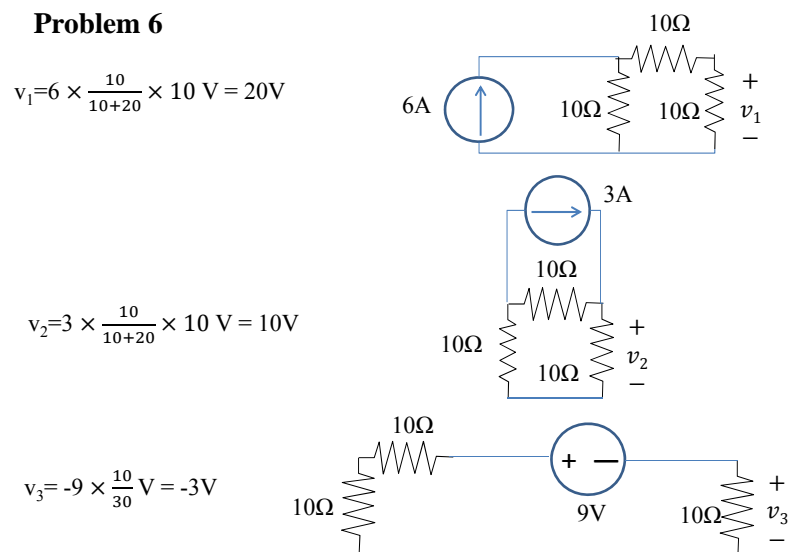 Problem 6
v₁=6 × 10/(10+20) × 10 V = 20V
10Ω
6A
10Ω
10Ω
+
v₁
−
3A
10Ω
v₂=3 × 10/(10+20) × 10 V = 10V
10Ω
10Ω
+
v₂
−
10Ω
v₃= -9 × 10/30 V = -3V
10Ω
+ −
9V
10Ω
+
v₃
−